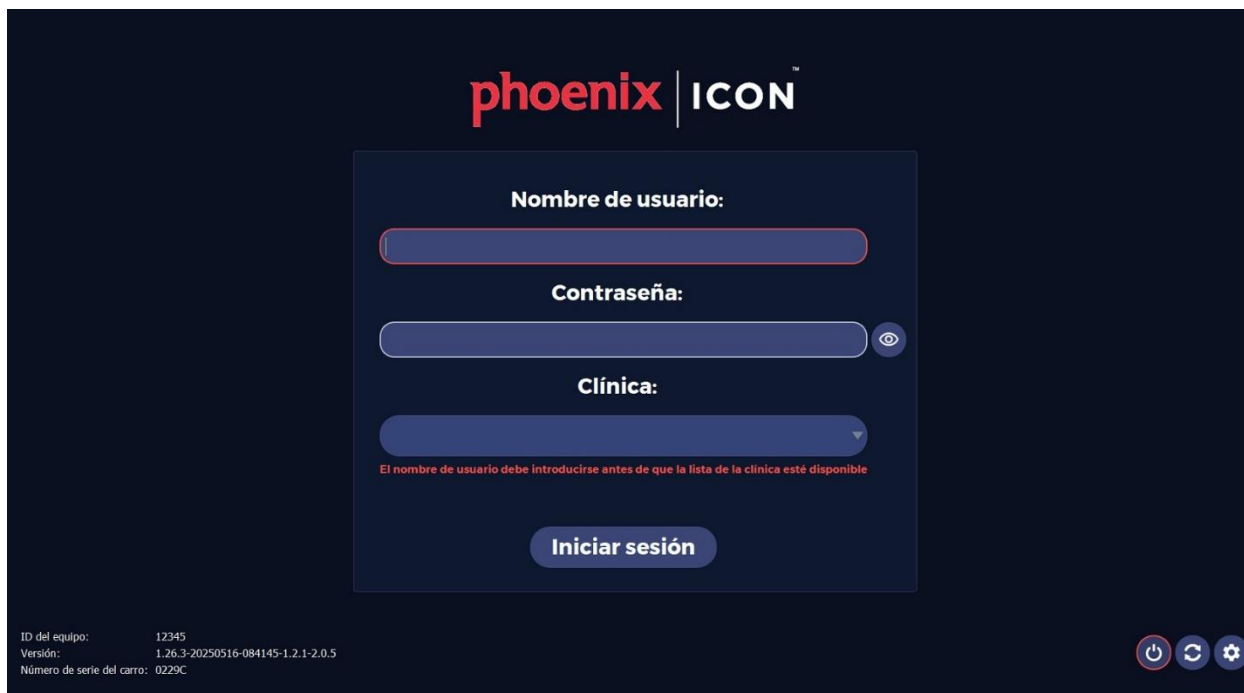 phoenix | ICON™
Nombre de usuario:
Contraseña:
Clínica:
El nombre de usuario debe introducirse antes de que la lista de la clínica esté disponible
Iniciar sesión
ID del equipo: 12345
Versión: 1.26.3-20250516-084145-1.2.1-2.0.5
Número de serie del carro: 0229C